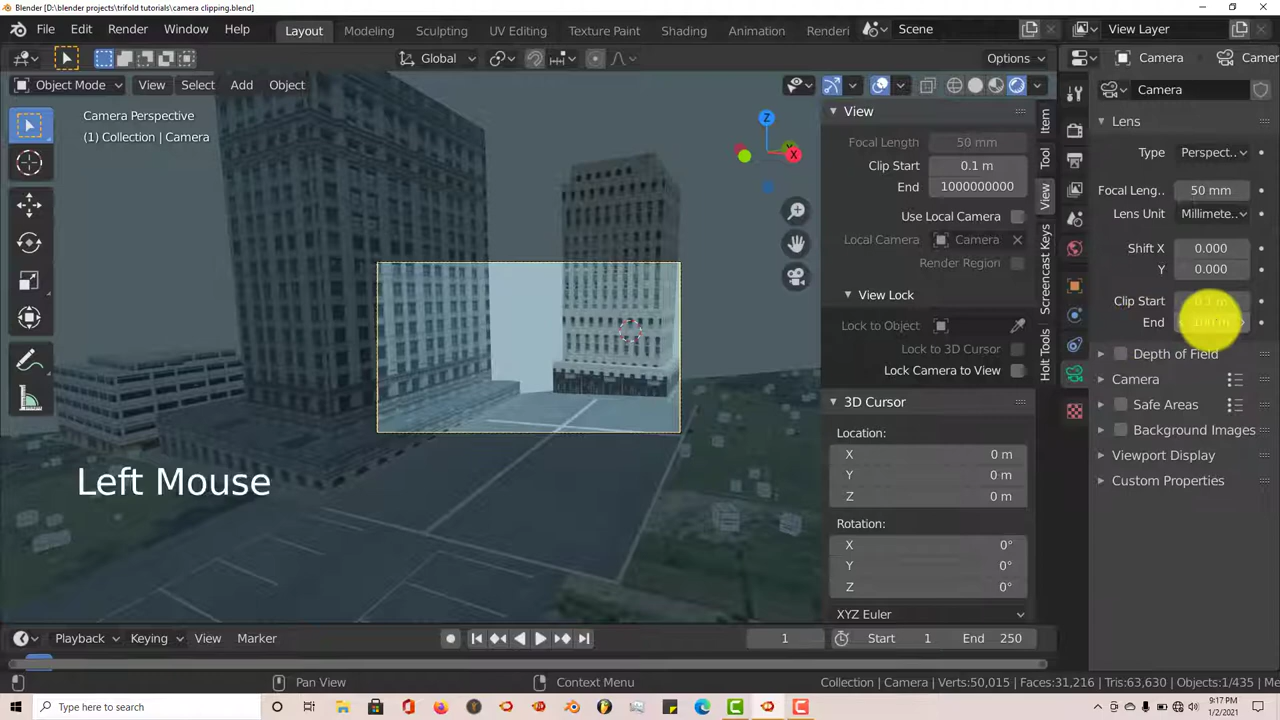 Blender [D:\blender projects\trifold tutorials\camera clipping.blend]
File Edit Render Window Help Layout Modeling Sculpting UV Editing Texture Paint Shading Animation Scene View Layer
Global Options Camera
Object Mode View Select Add Object
Camera
Camera Perspective
(1) Collection | Camera
Z
X
View
Focal Length 50 mm
Clip Start 0.1 m
End 1000000000
Use Local Camera
Local Camera Camera
Render Region
View Lock
Lock to Object
Lock to 3D Cursor
Lock Camera to View
3D Cursor
Location:
X 0 m
Y 0 m
Z 0 m
Rotation:
X 0°
Y 0°
Z 0°
XYZ Euler
Item
Tool
View
Screencast Keys
Holt Tools
Lens
Type Perspect..
Focal Leng.. 50 mm
Lens Unit Millimete..
Shift X 0.000
Y 0.000
Clip Start 0.1 m
End 100 m
Depth of Field
Camera
Safe Areas
Background Images
Viewport Display
Custom Properties
Left Mouse
Playback Keying View Marker 1 Start 1 End 250
Pan View Context Menu Collection | Camera | Verts:50,015 | Faces:31,216 | Tris:63,630 | Objects:1/435 | Me
Type here to search
9:17 PM
1/2/2021